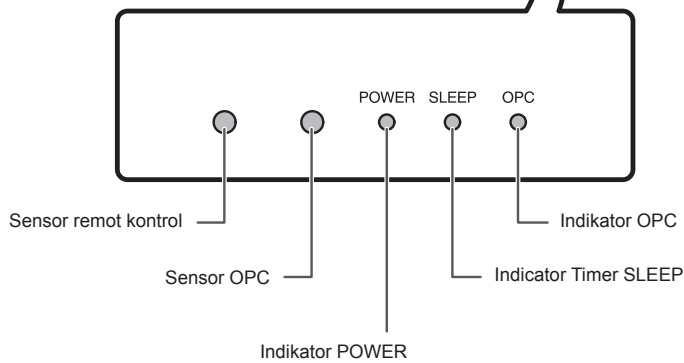 POWER SLEEP OPC
Sensor remot kontrol
Indikator OPC
Sensor OPC
Indicator Timer SLEEP
Indikator POWER